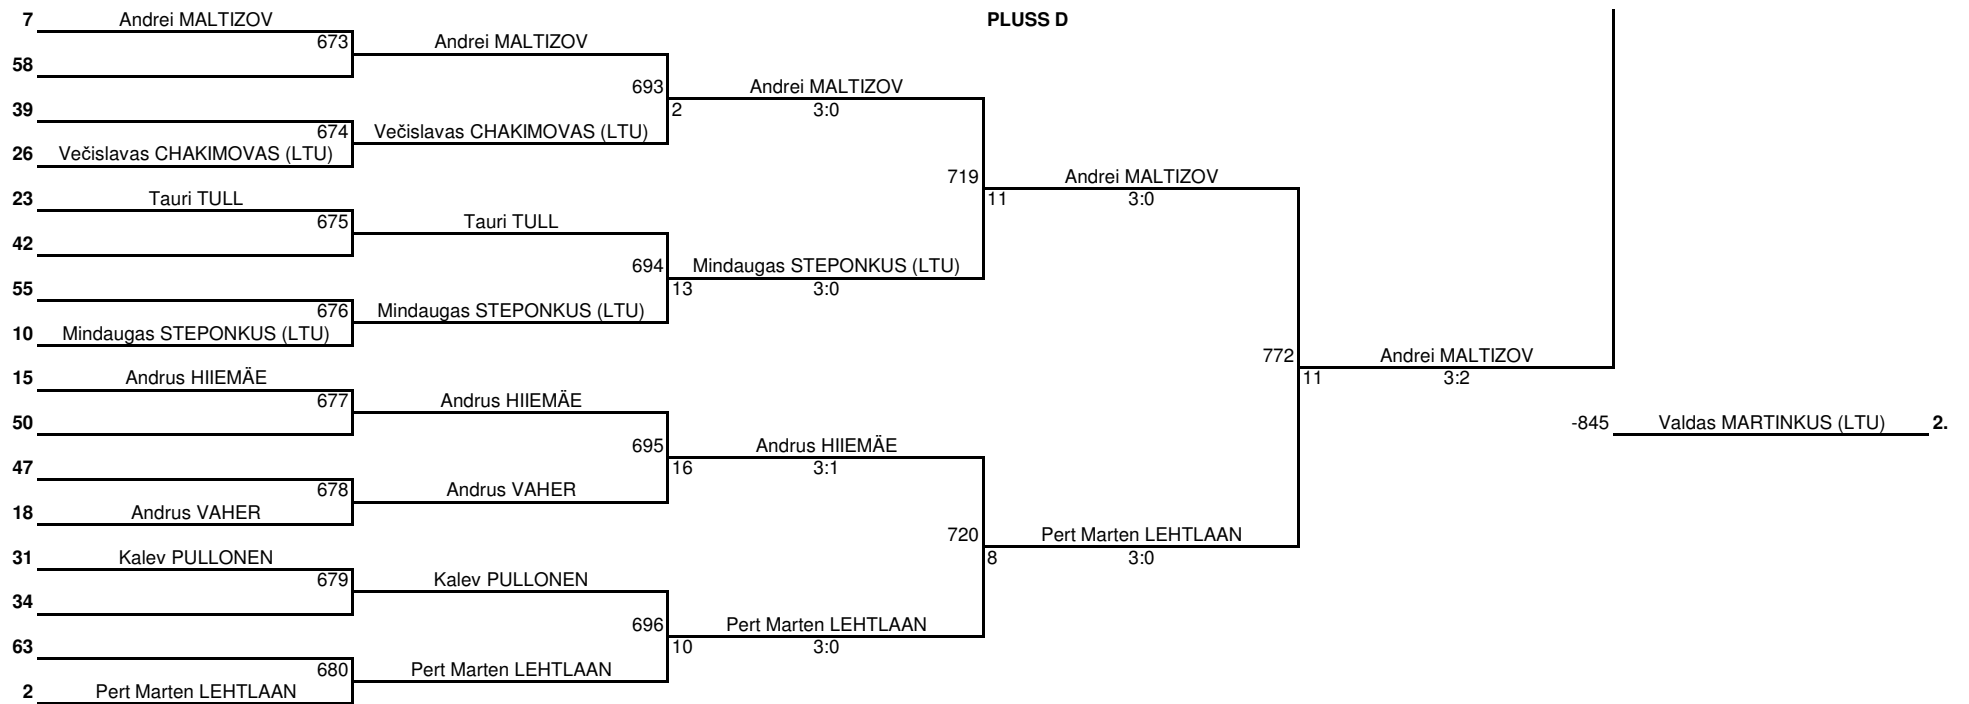 7 Andrei MALTIZOV PLUSS D
673 Andrei MALTIZOV
58
693 Andrei MALTIZOV
39 2 3:0
674 Večislavas CHAKIMOVAS (LTU)
26 Večislavas CHAKIMOVAS (LTU)
719 Andrei MALTIZOV
23 Tauri TULL 11 3:0
675 Tauri TULL
42
694 Mindaugas STEPONKUS (LTU)
55 13 3:0
676 Mindaugas STEPONKUS (LTU)
10 Mindaugas STEPONKUS (LTU)
772 Andrei MALTIZOV
15 Andrus HIIEMÄE 11 3:2
677 Andrus HIIEMÄE
50 -845 Valdas MARTINKUS (LTU) 2.
695 Andrus HIIEMÄE
47 16 3:1
678 Andrus VAHER
18 Andrus VAHER
720 Pert Marten LEHTLAAN
31 Kalev PULLONEN 8 3:0
679 Kalev PULLONEN
34
696 Pert Marten LEHTLAAN
63 10 3:0
680 Pert Marten LEHTLAAN
2 Pert Marten LEHTLAAN